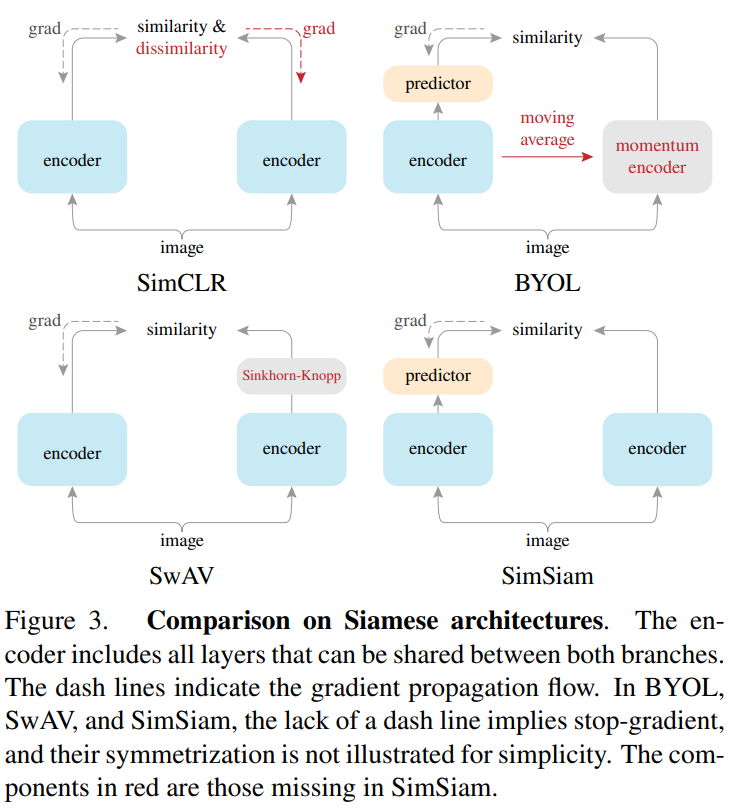 grad
similarity &
dissimilarity
grad
encoder
encoder
image
SimCLR
grad
similarity
predictor
encoder
moving
average
momentum
encoder
image
BYOL
grad
similarity
Sinkhorn-Knopp
encoder
encoder
image
SwAV
grad
similarity
predictor
encoder
encoder
image
SimSiam
Figure 3. Comparison on Siamese architectures. The en-
coder includes all layers that can be shared between both branches.
The dash lines indicate the gradient propagation flow. In BYOL,
SwAV, and SimSiam, the lack of a dash line implies stop-gradient,
and their symmetrization is not illustrated for simplicity. The com-
ponents in red are those missing in SimSiam.